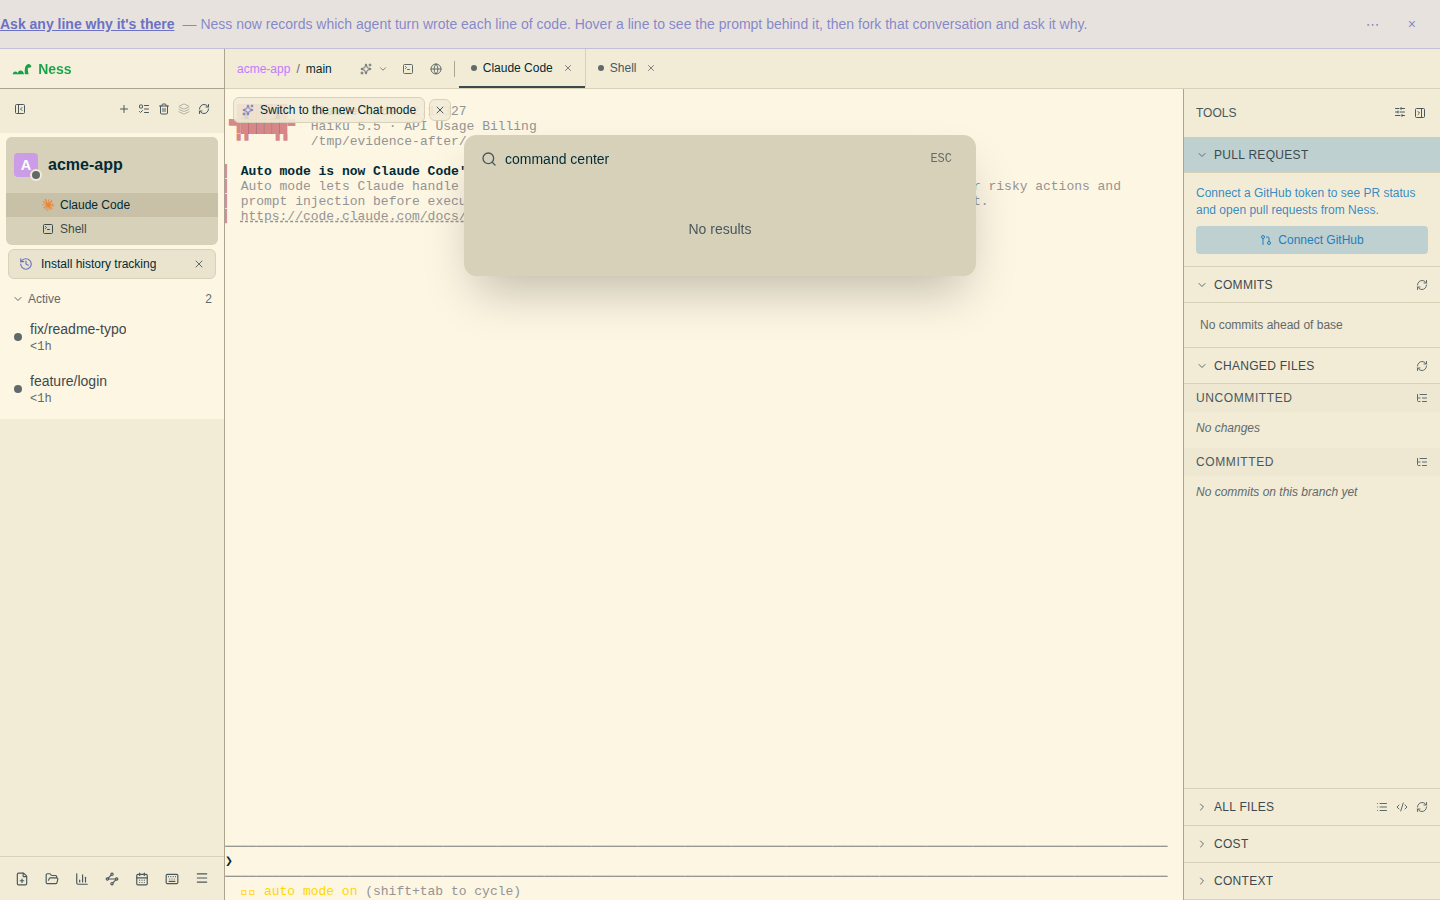 Ask any line why it's there — Ness now records which agent turn wrote each line of code. Hover a line to see the prompt behind it, then fork that conversation and ask it why.
Ness
acme-app / main
Claude Code
Shell
Switch to the new Chat mode
27
Haiku 5.5 · API Usage Billing
/tmp/evidence-after/
command center
ESC
No results
Auto mode is now Claude Code'
Auto mode lets Claude handle
risky actions and
prompt injection before execu
t.
https://code.claude.com/docs/
A
acme-app
Claude Code
Shell
Install history tracking
Active
2
fix/readme-typo
<1h
feature/login
<1h
❯
auto mode on (shift+tab to cycle)
TOOLS
PULL REQUEST
Connect a GitHub token to see PR status
and open pull requests from Ness.
Connect GitHub
COMMITS
No commits ahead of base
CHANGED FILES
UNCOMMITTED
No changes
COMMITTED
No commits on this branch yet
ALL FILES
COST
CONTEXT